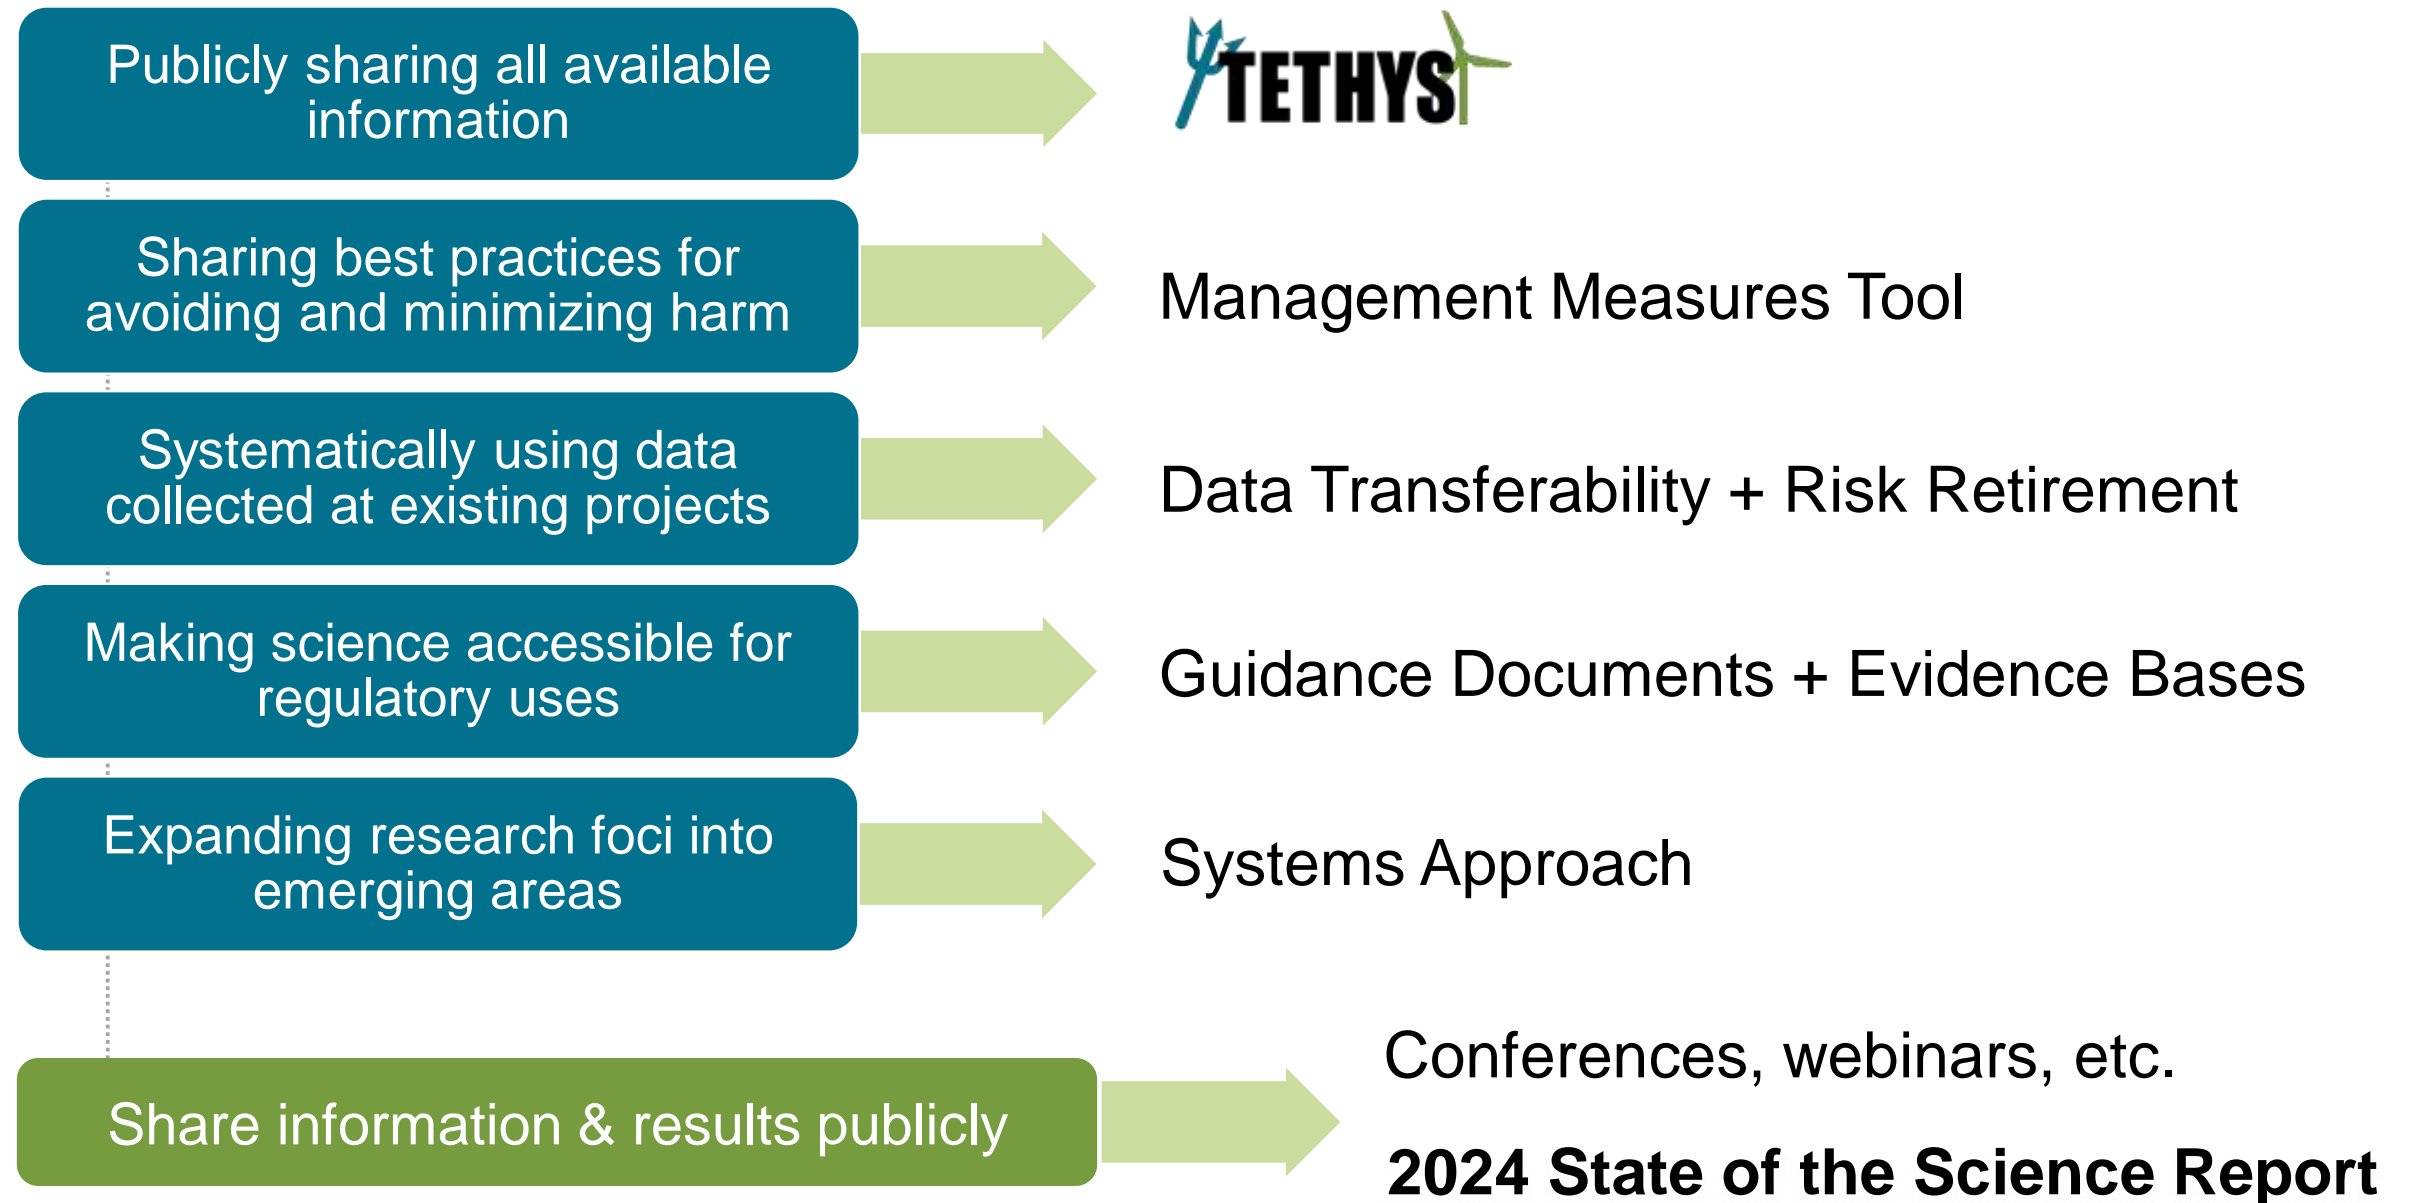 Publicly sharing all available
information
TETHYS
Sharing best practices for
avoiding and minimizing harm
Management Measures Tool
Systematically using data
collected at existing projects
Data Transferability + Risk Retirement
Making science accessible for
regulatory uses
Guidance Documents + Evidence Bases
Expanding research foci into
emerging areas
Systems Approach
Share information & results publicly
Conferences, webinars, etc.
2024 State of the Science Report